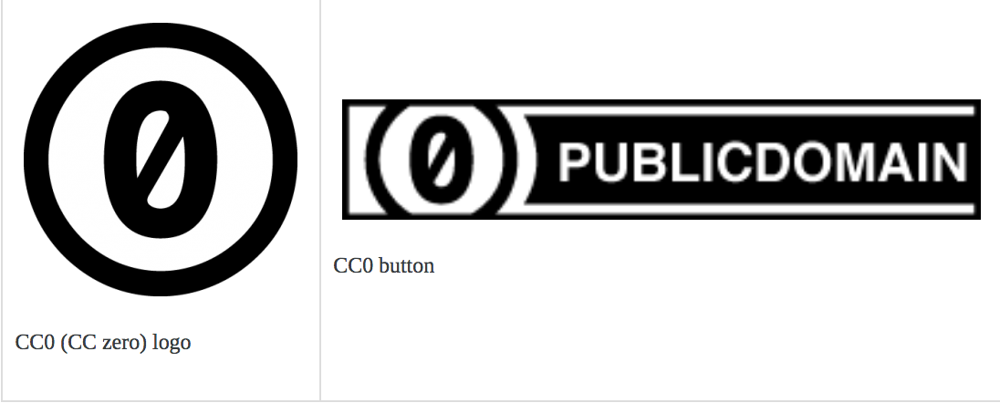 0
CC0 (CC zero) logo
0 PUBLICDOMAIN
CC0 button